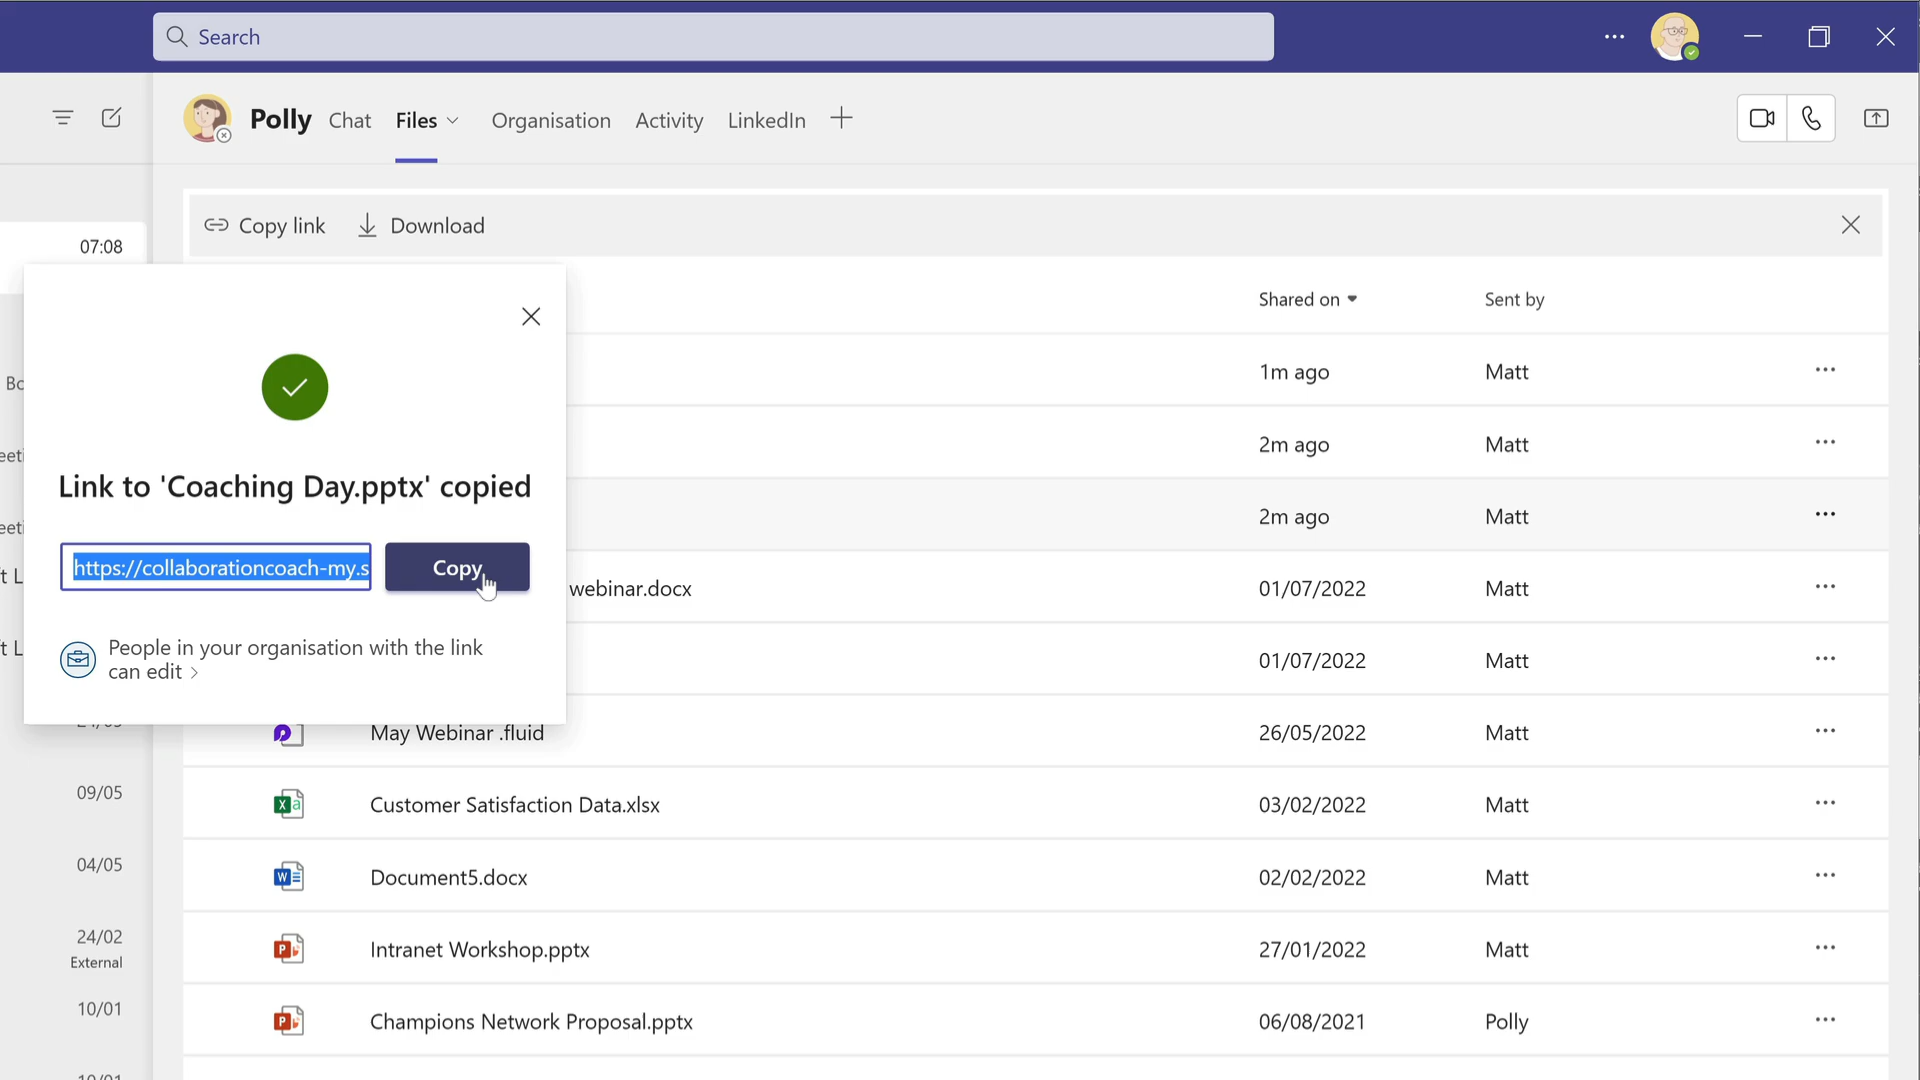 Search
Polly
Chat
Files
Organisation
Activity
LinkedIn
Copy link
Download
07:08
Shared on
Sent by
Link to 'Coaching Day.pptx' copied
https://collaborationcoach-my.s
Copy
People in your organisation with the link
can edit
1m ago
Matt
2m ago
Matt
2m ago
Matt
webinar.docx
01/07/2022
Matt
01/07/2022
Matt
May Webinar .fluid
26/05/2022
Matt
09/05
Customer Satisfaction Data.xlsx
03/02/2022
Matt
04/05
Document5.docx
02/02/2022
Matt
24/02
External
Intranet Workshop.pptx
27/01/2022
Matt
10/01
Champions Network Proposal.pptx
06/08/2021
Polly